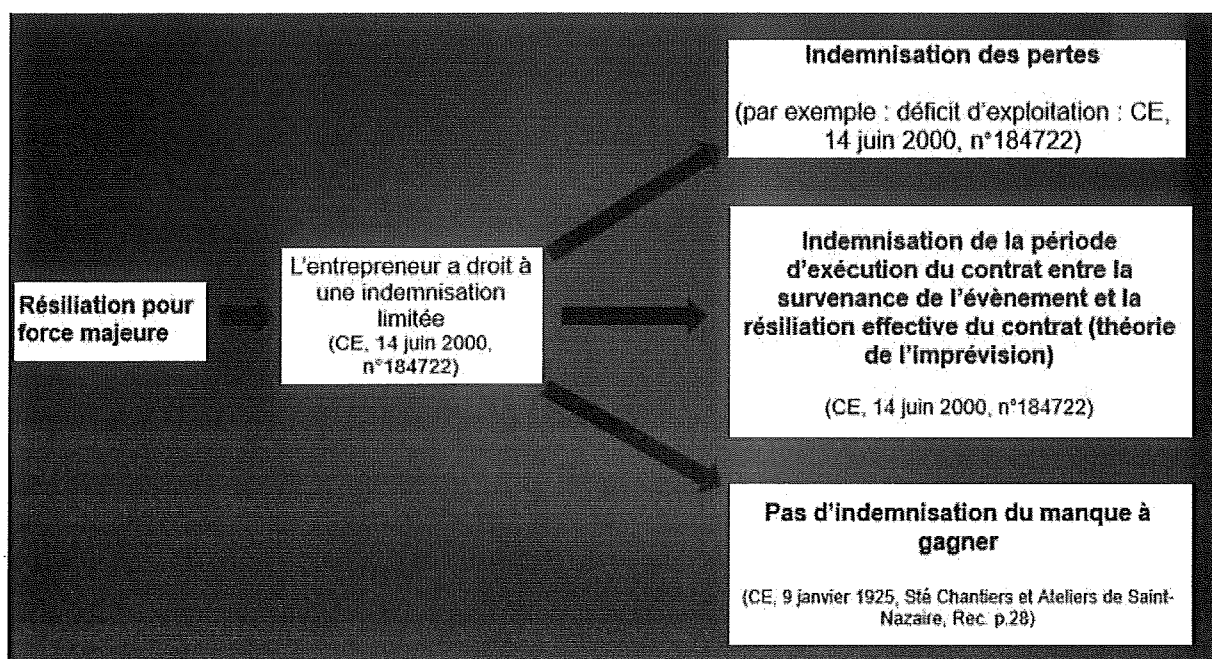 Résiliation pour
force majeure
L'entrepreneur a droit à
une indemnisation
limitée
(CE, 14 juin 2000,
n°184722)
Indemnisation des pertes
(par exemple : déficit d'exploitation : CE,
14 juin 2000, n°184722)
Indemnisation de la période
d'exécution du contrat entre la
survenance de l'évènement et la
résiliation effective du contrat (théorie
de l'imprévision)
(CE, 14 juin 2000, n°184722)
Pas d'indemnisation du manque à
gagner
(CE, 9 janvier 1925, Sté Chantiers et Ateliers de Saint-
Nazaire, Rec. p.28)